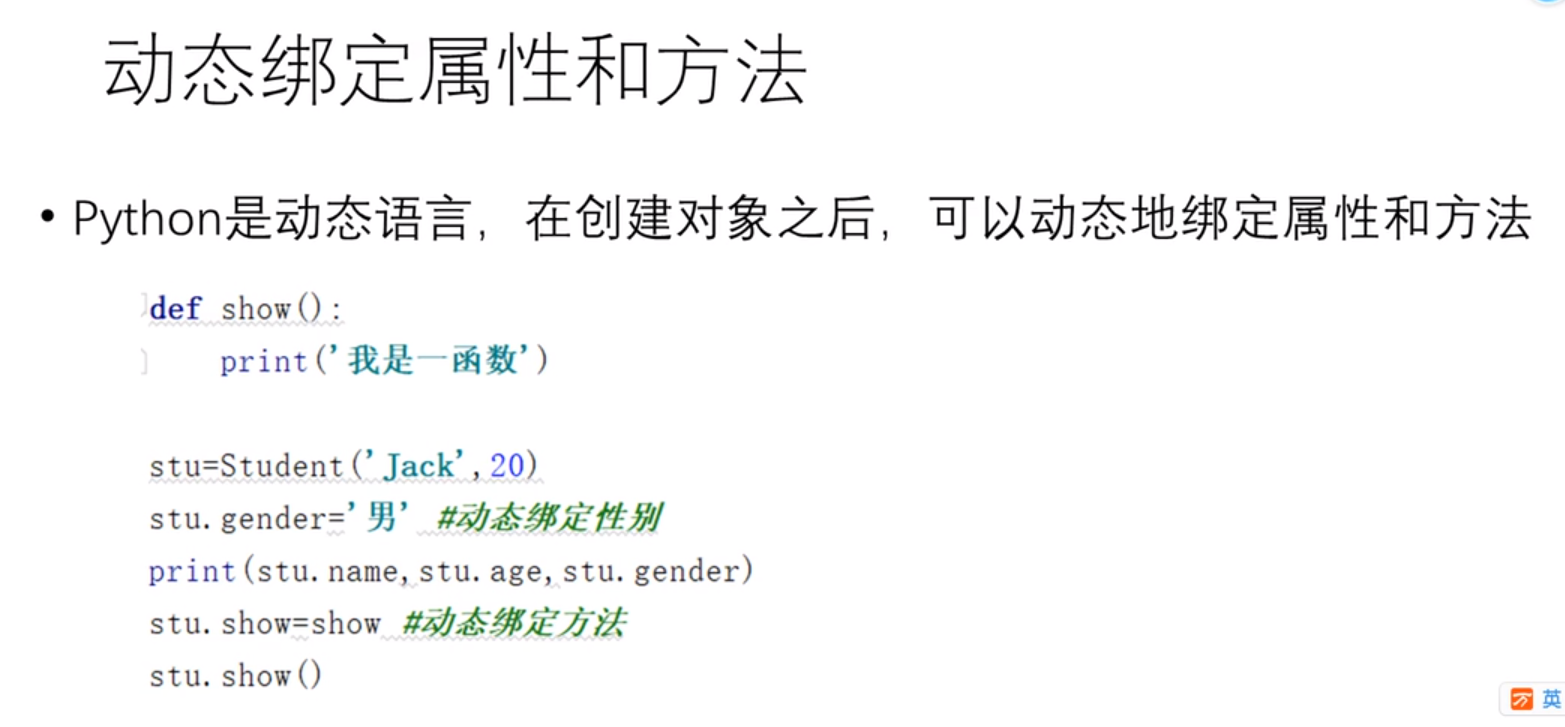 动态绑定属性和方法
• Python是动态语言，在创建对象之后，可以动态地绑定属性和方法
def show():
    print('我是一函数')
stu=Student('Jack',20)
stu.gender='男' #动态绑定性别
print(stu.name,stu.age,stu.gender)
stu.show=show #动态绑定方法
stu.show()
英